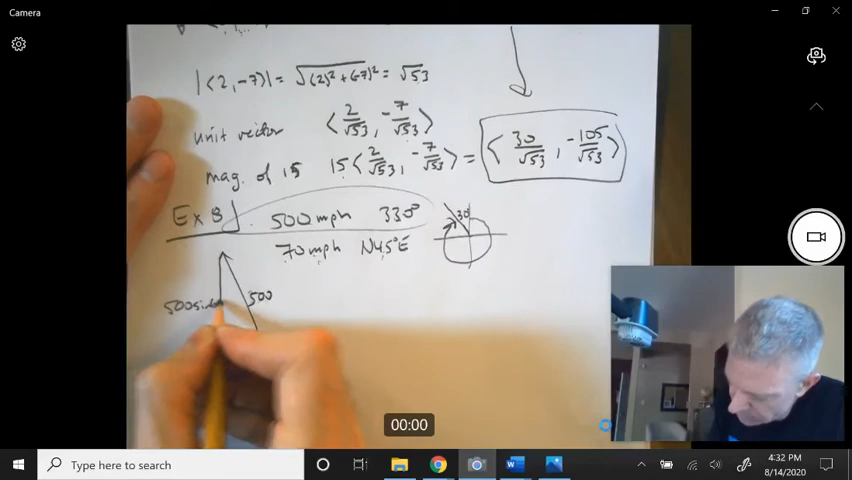 Camera
|<2, -7>| = √(2)²+(-7)² = √53
unit vector <2/√53, -7/√53>
mag. of 15 15<2/√53, -7/√53> = <30/√53, -105/√53>
Ex 8 500 mph 330° 30°
70 mph N45°E
500 sin 500
00:00
Type here to search
4:32 PM
8/14/2020